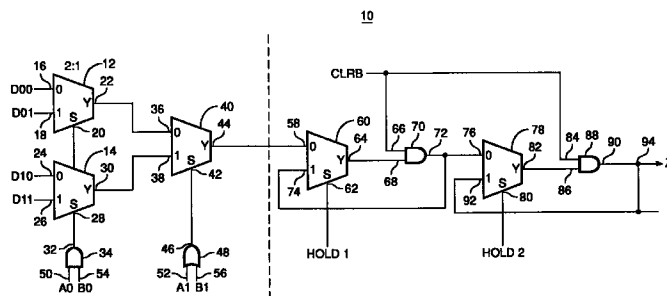 10
CLRB
16 2:1 12
D00 0 22
Y
D01 1
18 S 20
24 14
D10 0 30
Y
D11 1
26 S 28
32 34
50 54
A0 B0
36 40
0 44
Y
1
38 S 42
46 48
52 56
A1 B1
58 60
0 64
Y
1
74 S 62
HOLD 1
66 70
72
68
76 78
0 82
Y
1
92 S 80
HOLD 2
84 88
90
86
94